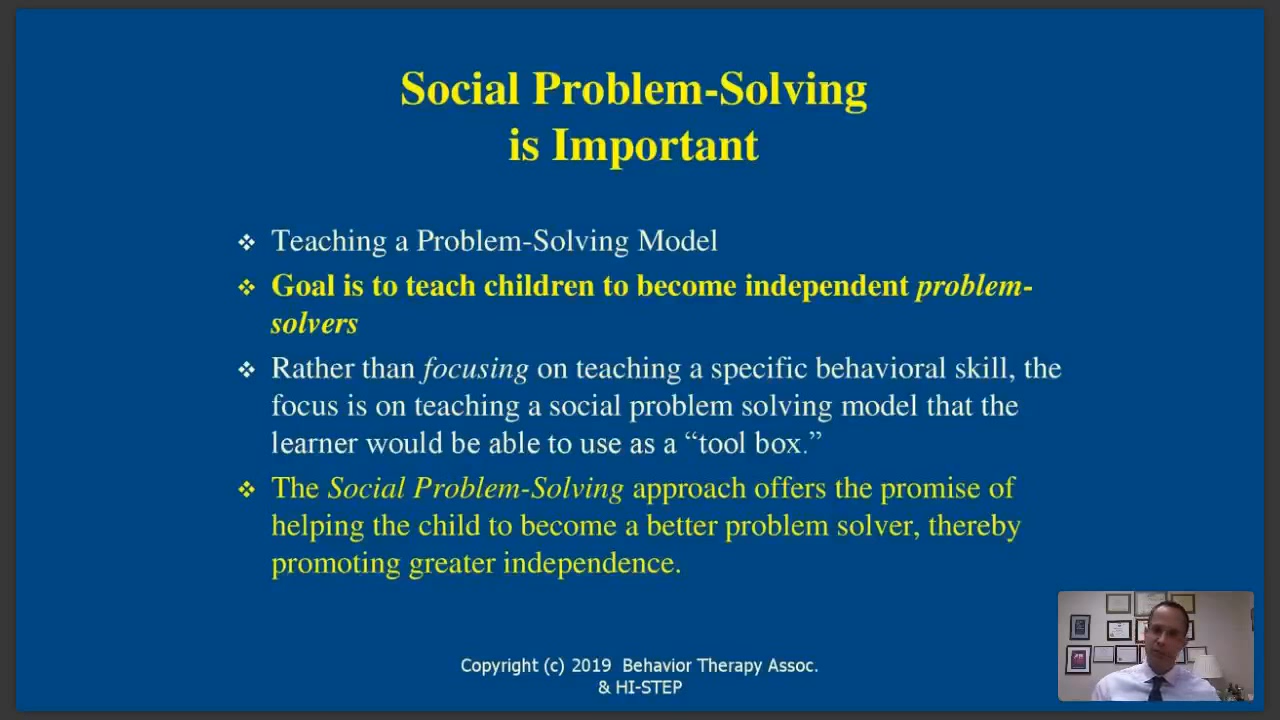 Social Problem-Solving
is Important
❖ Teaching a Problem-Solving Model
❖ Goal is to teach children to become independent problem-
solvers
❖ Rather than focusing on teaching a specific behavioral skill, the
focus is on teaching a social problem solving model that the
learner would be able to use as a “tool box.”
❖ The Social Problem-Solving approach offers the promise of
helping the child to become a better problem solver, thereby
promoting greater independence.
Copyright (c) 2019 Behavior Therapy Assoc.
& HI-STEP